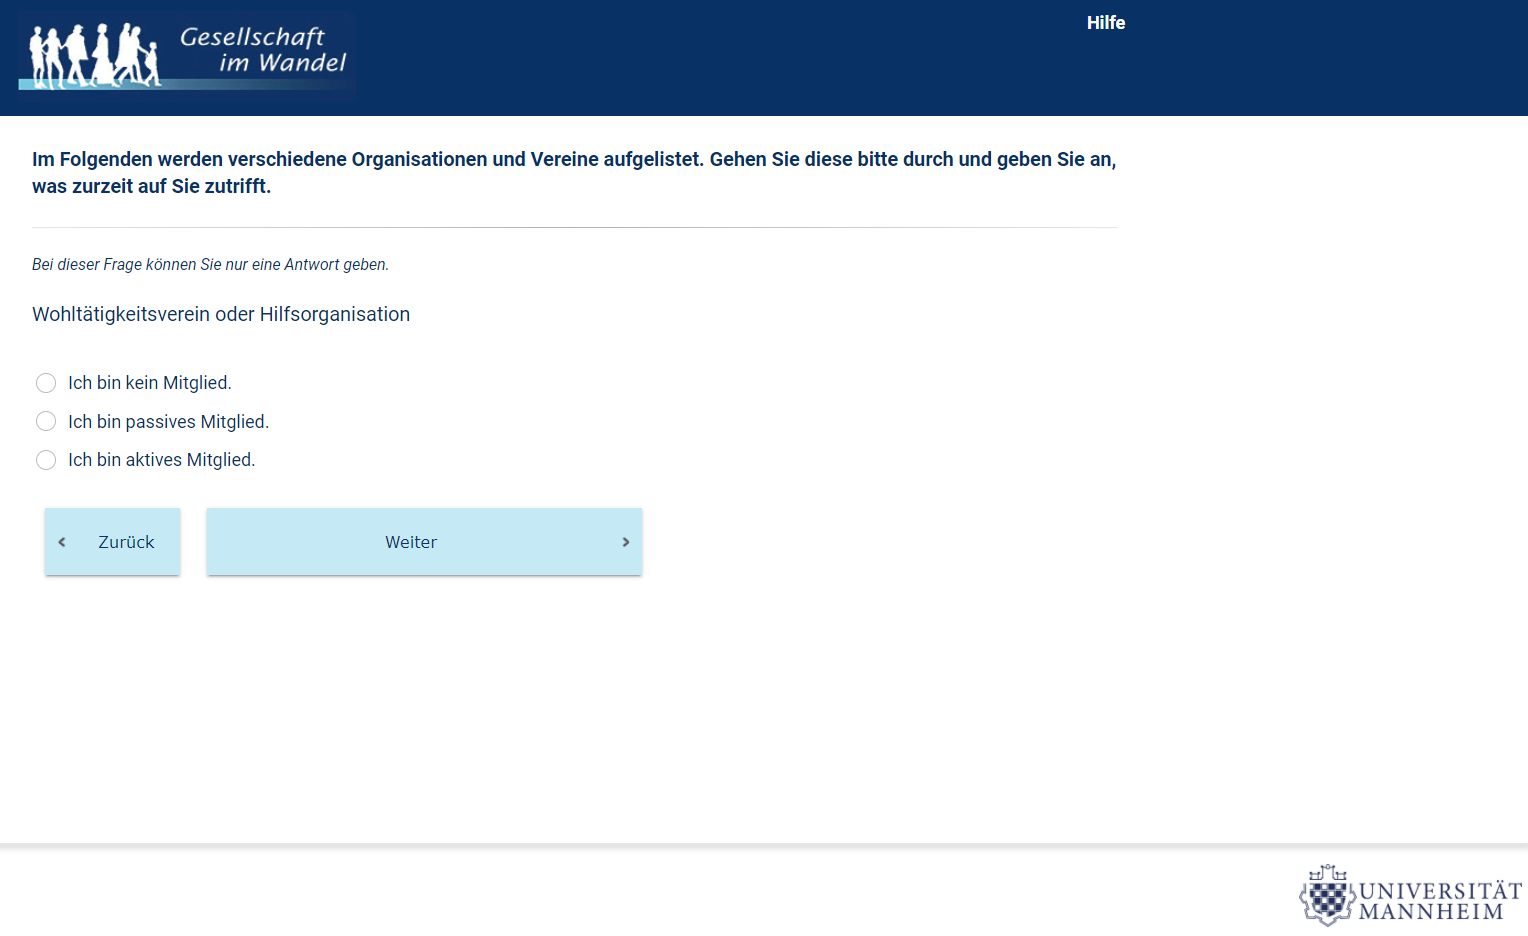 Gesellschaft
im Wandel
Hilfe
Im Folgenden werden verschiedene Organisationen und Vereine aufgelistet. Gehen Sie diese bitte durch und geben Sie an,
was zurzeit auf Sie zutrifft.
Bei dieser Frage können Sie nur eine Antwort geben.
Wohltätigkeitsverein oder Hilfsorganisation
Ich bin kein Mitglied.
Ich bin passives Mitglied.
Ich bin aktives Mitglied.
Zurück
Weiter
UNIVERSITÄT
MANNHEIM